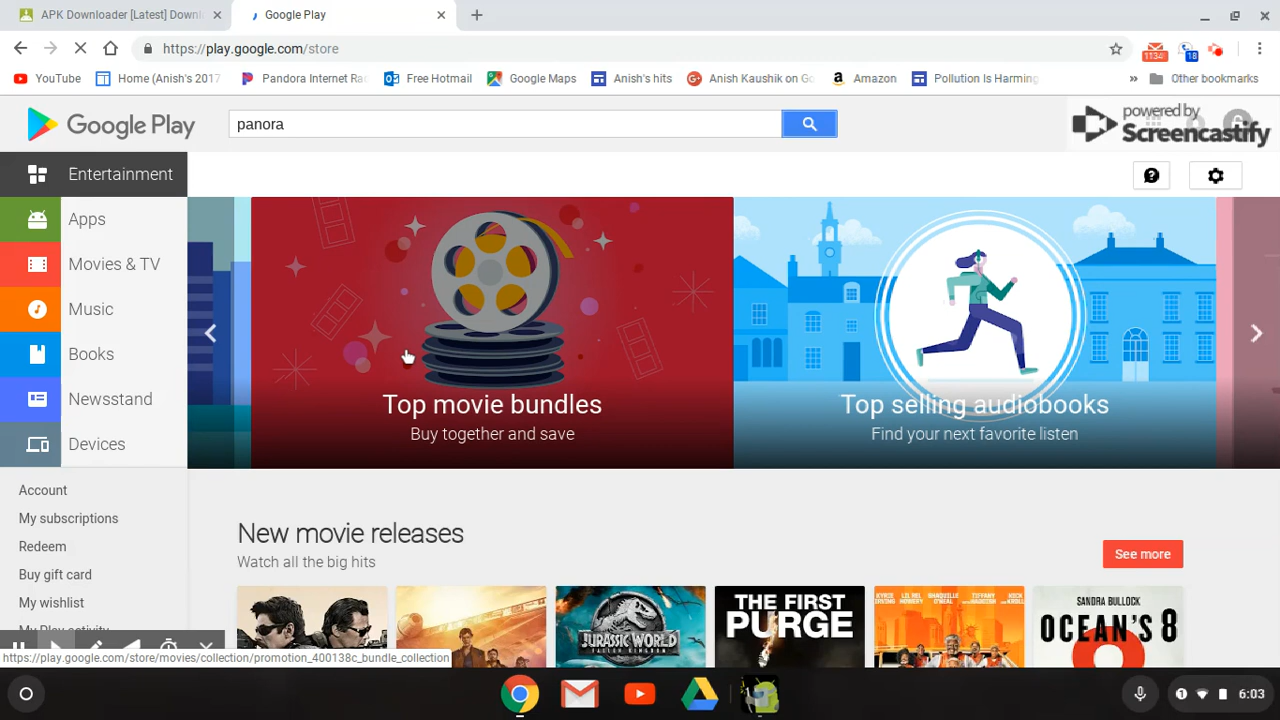 APK Downloader [Latest] Downl
Google Play
https://play.google.com/store
1134
18
YouTube
Home (Anish's 2017
Pandora Internet Ra
Free Hotmail
Google Maps
Anish's hits
Anish Kaushik on Go
Amazon
Pollution Is Harming
Other bookmarks
Google Play
panora
powered by
Screencastify
Entertainment
Apps
Movies & TV
Music
Books
Newsstand
Devices
Top movie bundles
Buy together and save
Top selling audiobooks
Find your next favorite listen
Account
My subscriptions
Redeem
Buy gift card
My wishlist
My Play activity
New movie releases
Watch all the big hits
See more
JURASSIC WORLD
THE FIRST
PURGE
SANDRA BULLOCK
OCEAN'S 8
https://play.google.com/store/movies/collection/promotion_400138c_bundle_collection
6:03